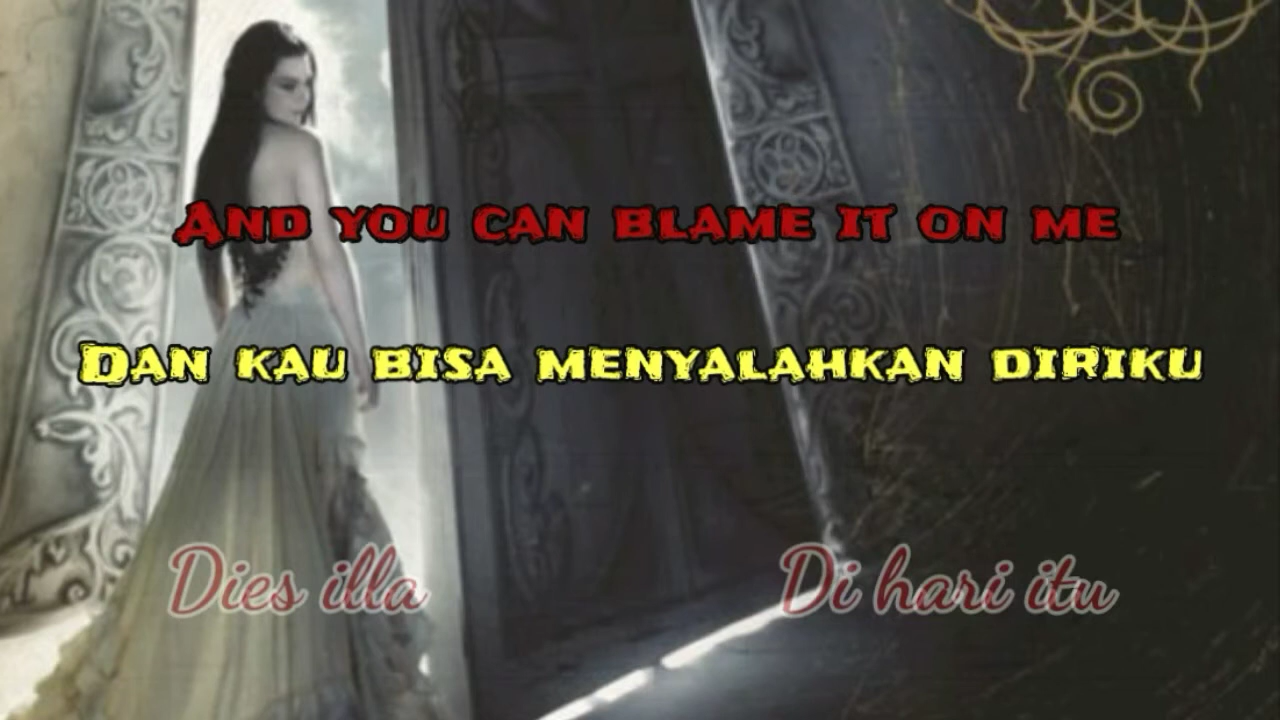 And you can blame it on me
Dan kau bisa menyalahkan diriku
Dies illa Di hari itu